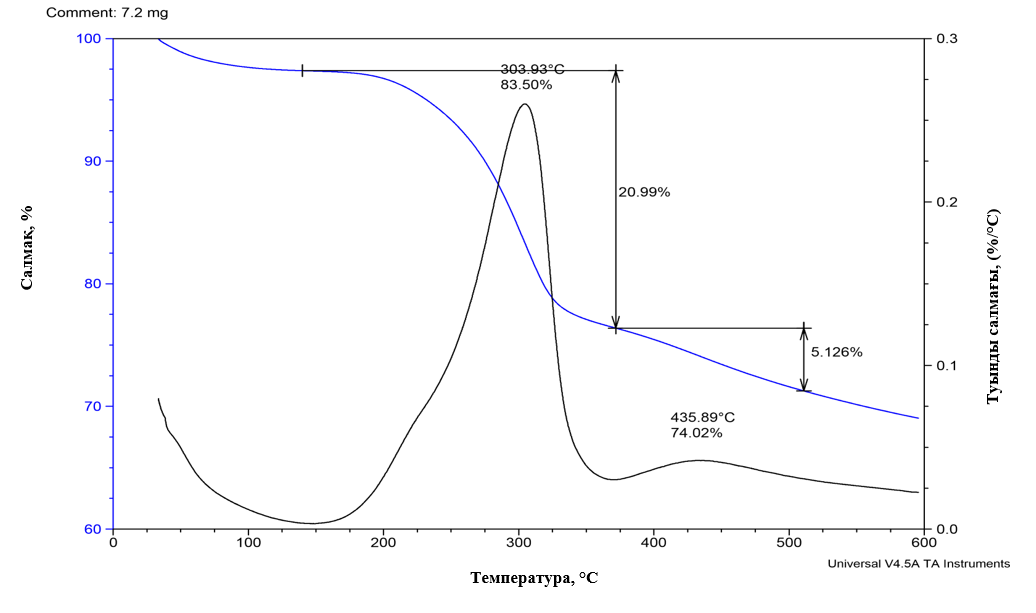 Comment: 7.2 mg
100
90
80
70
60
0.3
0.2
0.1
0.0
Салмақ, %
Туынды салмағы, (%/°C)
303.93°C
83.50%
20.99%
5.126%
435.89°C
74.02%
0
100
200
300
400
500
600
Температура, °C
Universal V4.5A TA Instruments